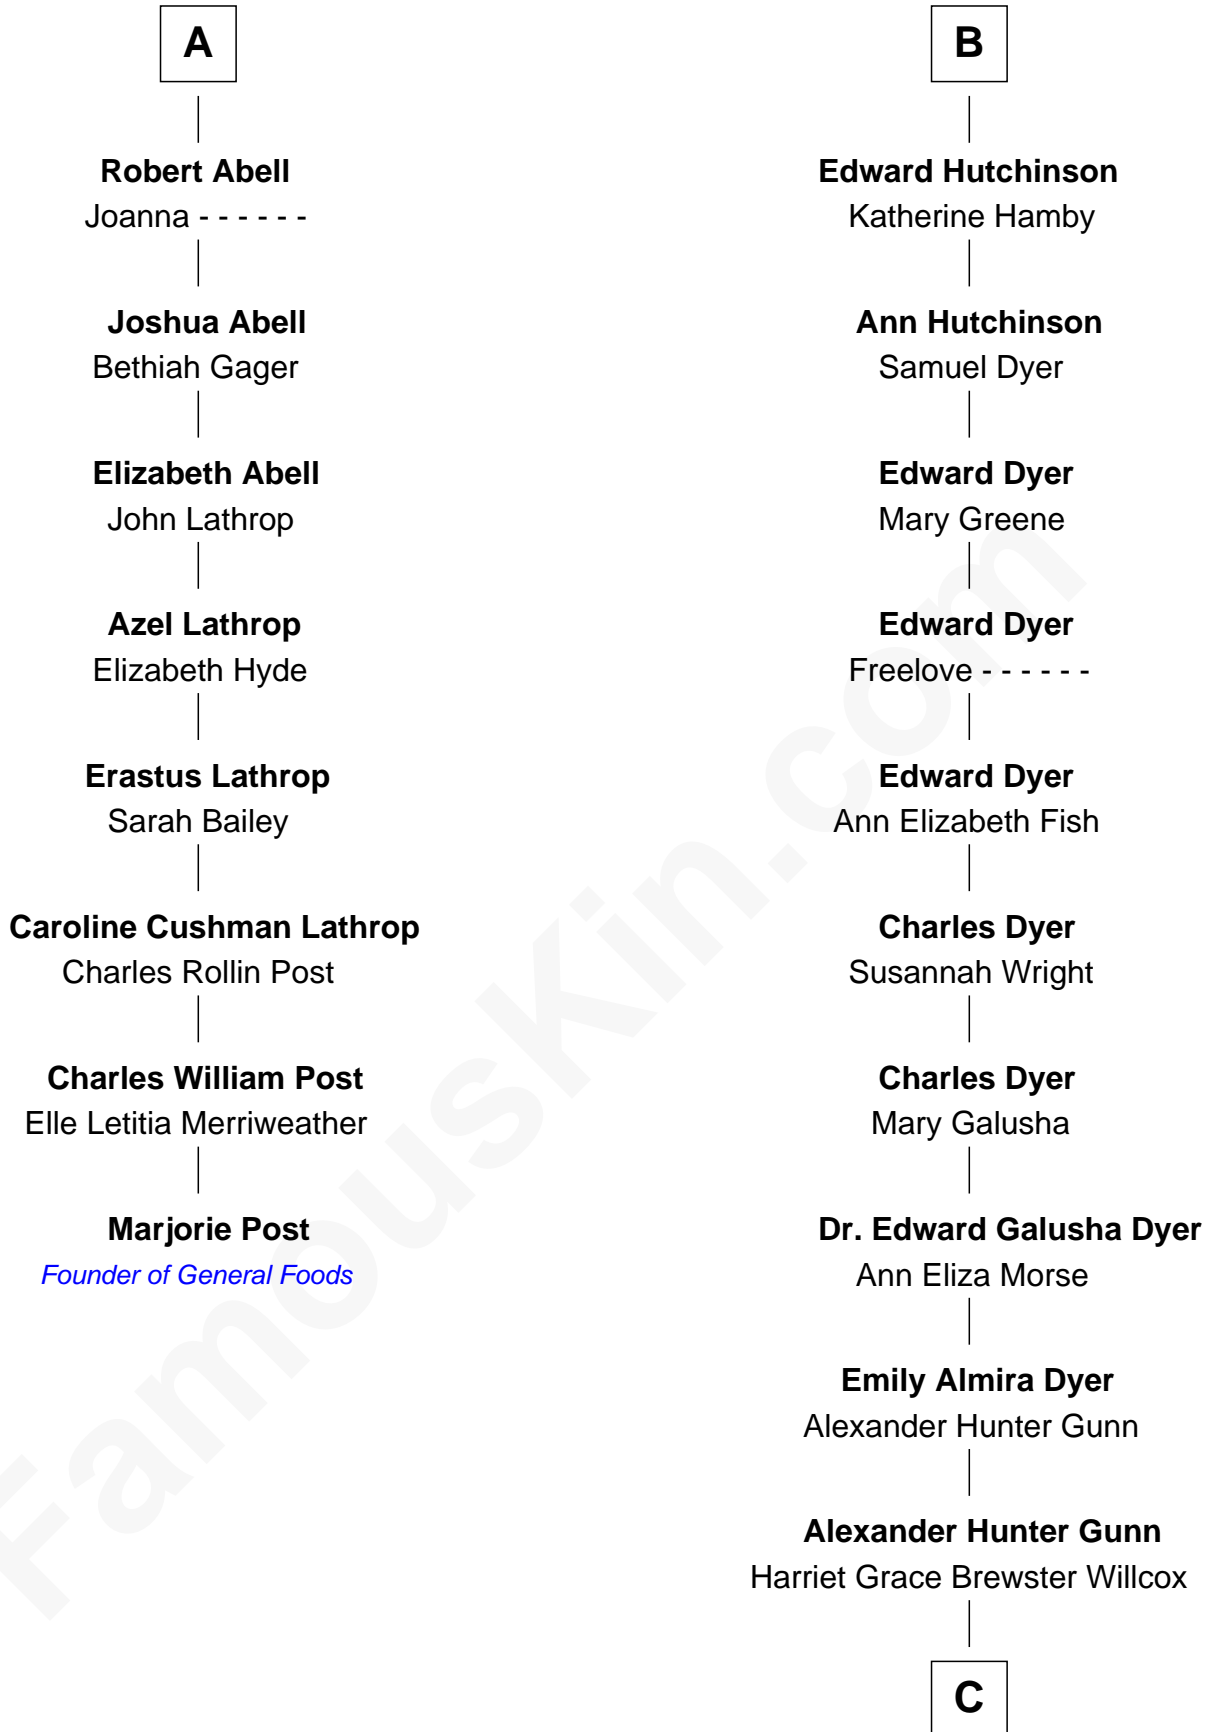 A
Robert Abell
Joanna - - - - - -
Joshua Abell
Bethiah Gager
Elizabeth Abell
John Lathrop
Azel Lathrop
Elizabeth Hyde
Erastus Lathrop
Sarah Bailey
Caroline Cushman Lathrop
Charles Rollin Post
Charles William Post
Elle Letitia Merriweather
Marjorie Post
Founder of General Foods
B
Edward Hutchinson
Katherine Hamby
Ann Hutchinson
Samuel Dyer
Edward Dyer
Mary Greene
Edward Dyer
Freelove - - - - - -
Edward Dyer
Ann Elizabeth Fish
Charles Dyer
Susannah Wright
Charles Dyer
Mary Galusha
Dr. Edward Galusha Dyer
Ann Eliza Morse
Emily Almira Dyer
Alexander Hunter Gunn
Alexander Hunter Gunn
Harriet Grace Brewster Willcox
C
FamousKin.com